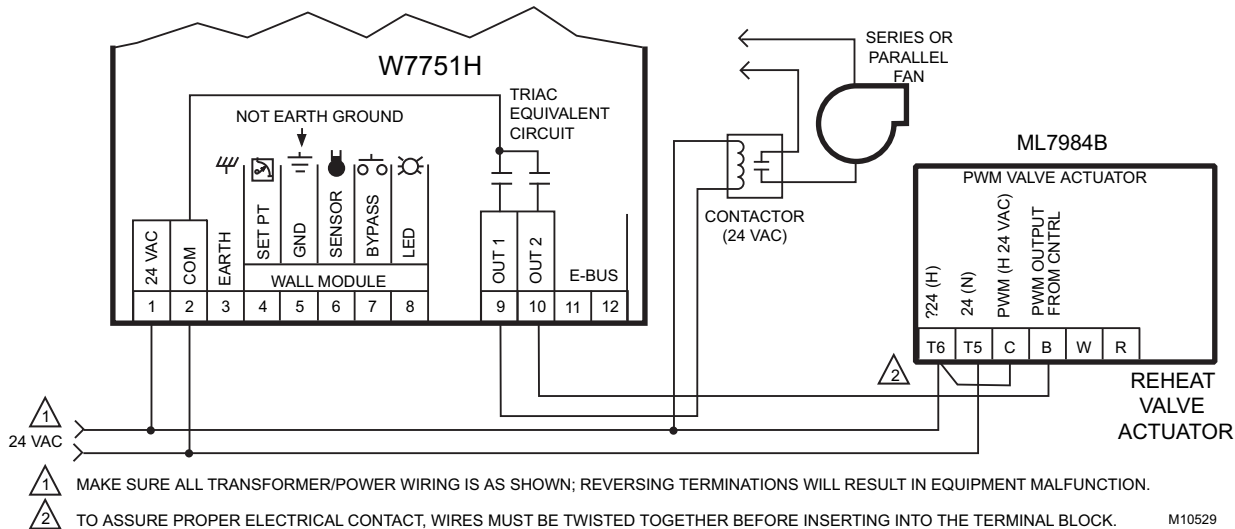 W7751H
NOT EARTH GROUND
TRIAC
EQUIVALENT
CIRCUIT
SERIES OR
PARALLEL
FAN
CONTACTOR
(24 VAC)
24 VAC
COM
EARTH
SET PT
GND
SENSOR
BYPASS
LED
OUT 1
OUT 2
E-BUS
WALL MODULE
1 2 3 4 5 6 7 8 9 10 11 12
ML7984B
PWM VALVE ACTUATOR
?24 (H)
24 (N)
PWM (H 24 VAC)
PWM OUTPUT
FROM CNTRL
T6 T5 C B W R
2
REHEAT
VALVE
ACTUATOR
1
24 VAC
1 MAKE SURE ALL TRANSFORMER/POWER WIRING IS AS SHOWN; REVERSING TERMINATIONS WILL RESULT IN EQUIPMENT MALFUNCTION.
2 TO ASSURE PROPER ELECTRICAL CONTACT, WIRES MUST BE TWISTED TOGETHER BEFORE INSERTING INTO THE TERMINAL BLOCK.
M10529